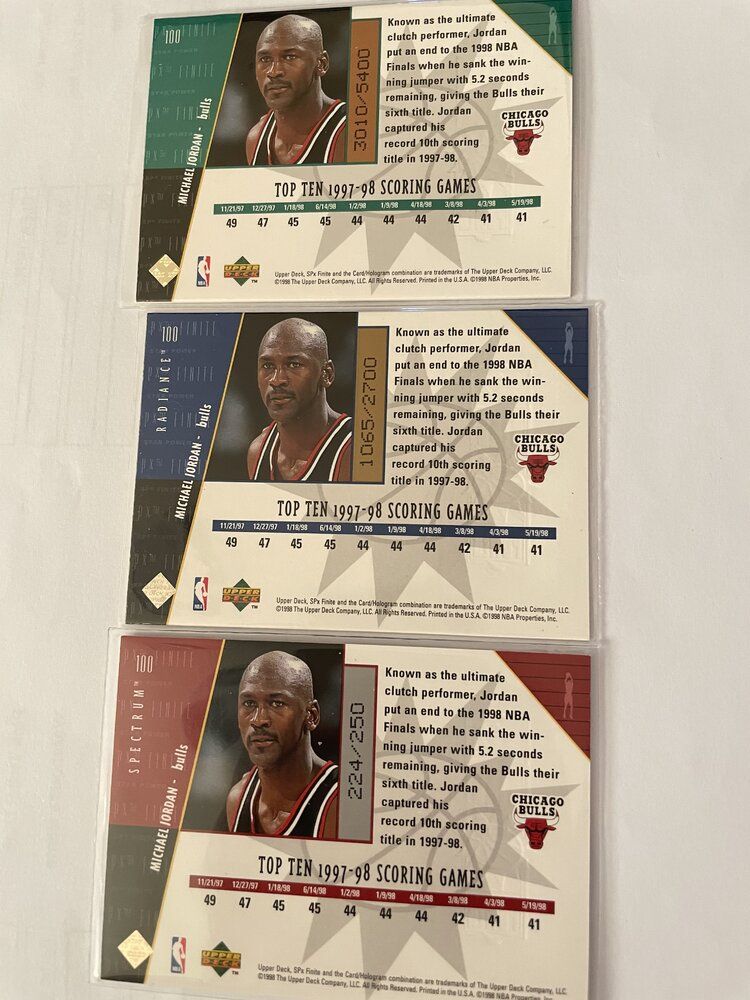 100
FINITE
STAR POWER
MICHAEL JORDAN - bulls
3010/5400
Known as the ultimate
clutch performer, Jordan
put an end to the 1998 NBA
Finals when he sank the win-
ning jumper with 5.2 seconds
remaining, giving the Bulls their
sixth title. Jordan
captured his
record 10th scoring
title in 1997-98.
CHICAGO
BULLS
TOP TEN 1997-98 SCORING GAMES
11/21/97 12/27/97 1/18/98 6/14/98 1/2/98 1/9/98 4/18/98 3/8/98 4/3/98 5/19/98
49 47 45 45 44 44 44 42 41 41
NBA
UPPER
DECK™
Upper Deck, SPx Finite and the Card/Hologram combination are trademarks of The Upper Deck Company, LLC.
©1998 The Upper Deck Company, LLC. All Rights Reserved. Printed in the U.S.A. ©1998 NBA Properties, Inc.
100
FINITE
RADIANCE™
MICHAEL JORDAN - bulls
1065/2700
Known as the ultimate
clutch performer, Jordan
put an end to the 1998 NBA
Finals when he sank the win-
ning jumper with 5.2 seconds
remaining, giving the Bulls their
sixth title. Jordan
captured his
record 10th scoring
title in 1997-98.
CHICAGO
BULLS
TOP TEN 1997-98 SCORING GAMES
11/21/97 12/27/97 1/18/98 6/14/98 1/2/98 1/9/98 4/18/98 3/8/98 4/3/98 5/19/98
49 47 45 45 44 44 44 42 41 41
NBA
UPPER
DECK™
Upper Deck, SPx Finite and the Card/Hologram combination are trademarks of The Upper Deck Company, LLC.
©1998 The Upper Deck Company, LLC. All Rights Reserved. Printed in the U.S.A. ©1998 NBA Properties, Inc.
100
FINITE
SPECTRUM™
MICHAEL JORDAN - bulls
224/250
Known as the ultimate
clutch performer, Jordan
put an end to the 1998 NBA
Finals when he sank the win-
ning jumper with 5.2 seconds
remaining, giving the Bulls their
sixth title. Jordan
captured his
record 10th scoring
title in 1997-98.
CHICAGO
BULLS
TOP TEN 1997-98 SCORING GAMES
11/21/97 12/27/97 1/18/98 6/14/98 1/2/98 1/9/98 4/18/98 3/8/98 4/3/98 5/19/98
49 47 45 45 44 44 44 42 41 41
NBA
UPPER
DECK™
Upper Deck, SPx Finite and the Card/Hologram combination are trademarks of The Upper Deck Company, LLC.
©1998 The Upper Deck Company, LLC. All Rights Reserved. Printed in the U.S.A. ©1998 NBA Properties, Inc.